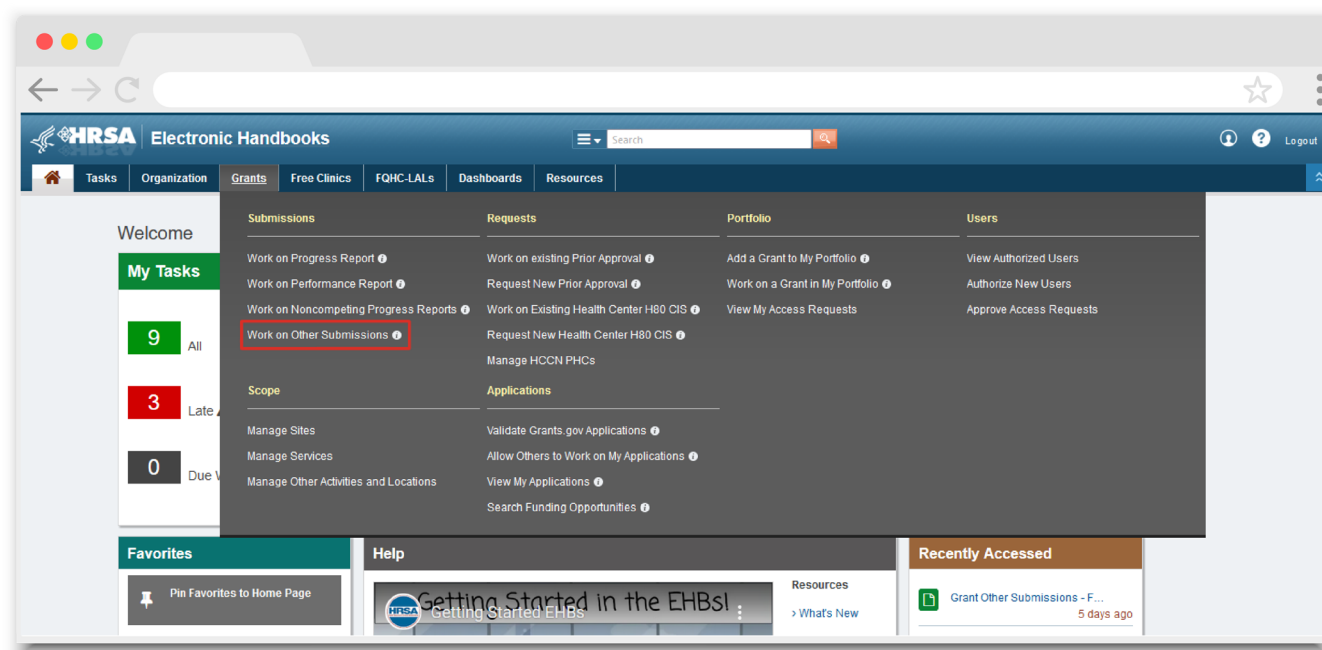 HRSA Electronic Handbooks
Search
Logout
Tasks
Organization
Grants
Free Clinics
FQHC-LALs
Dashboards
Resources
Welcome
My Tasks
9 All
3 Late
0 Due
Submissions
Work on Progress Report
Work on Performance Report
Work on Noncompeting Progress Reports
Work on Other Submissions
Requests
Work on existing Prior Approval
Request New Prior Approval
Work on Existing Health Center H80 CIS
Request New Health Center H80 CIS
Manage HCCN PHCs
Portfolio
Add a Grant to My Portfolio
Work on a Grant in My Portfolio
View My Access Requests
Users
View Authorized Users
Authorize New Users
Approve Access Requests
Scope
Manage Sites
Manage Services
Manage Other Activities and Locations
Applications
Validate Grants.gov Applications
Allow Others to Work on My Applications
View My Applications
Search Funding Opportunities
Favorites
Pin Favorites to Home Page
Help
Getting Started in the EHBs!
HRSA
Getting Started EHBs
Resources
› What's New
Recently Accessed
Grant Other Submissions - F...
5 days ago